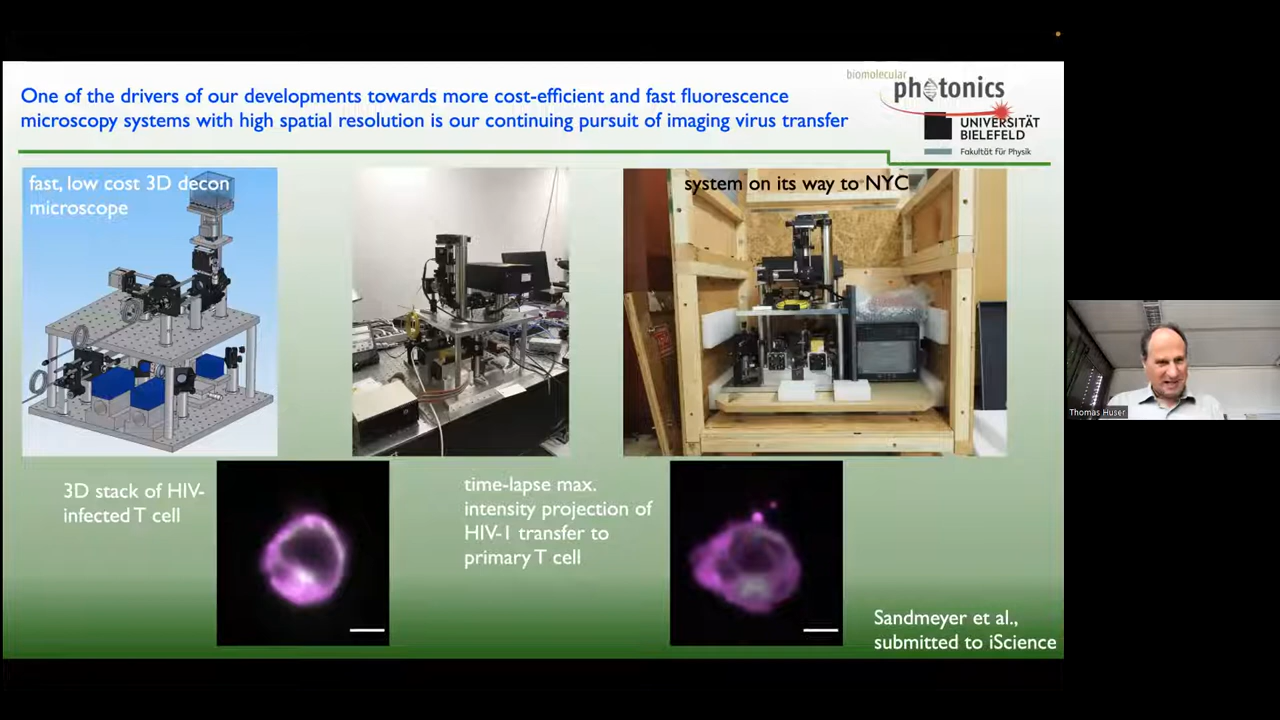 biomolecular
photonics
One of the drivers of our developments towards more cost-efficient and fast fluorescence
microscopy systems with high spatial resolution is our continuing pursuit of imaging virus transfer
UNIVERSITÄT
BIELEFELD
Fakultät für Physik
fast, low cost 3D decon
microscope
system on its way to NYC
Thomas Huser
3D stack of HIV-
infected T cell
time-lapse max.
intensity projection of
HIV-1 transfer to
primary T cell
Sandmeyer et al.,
submitted to iScience